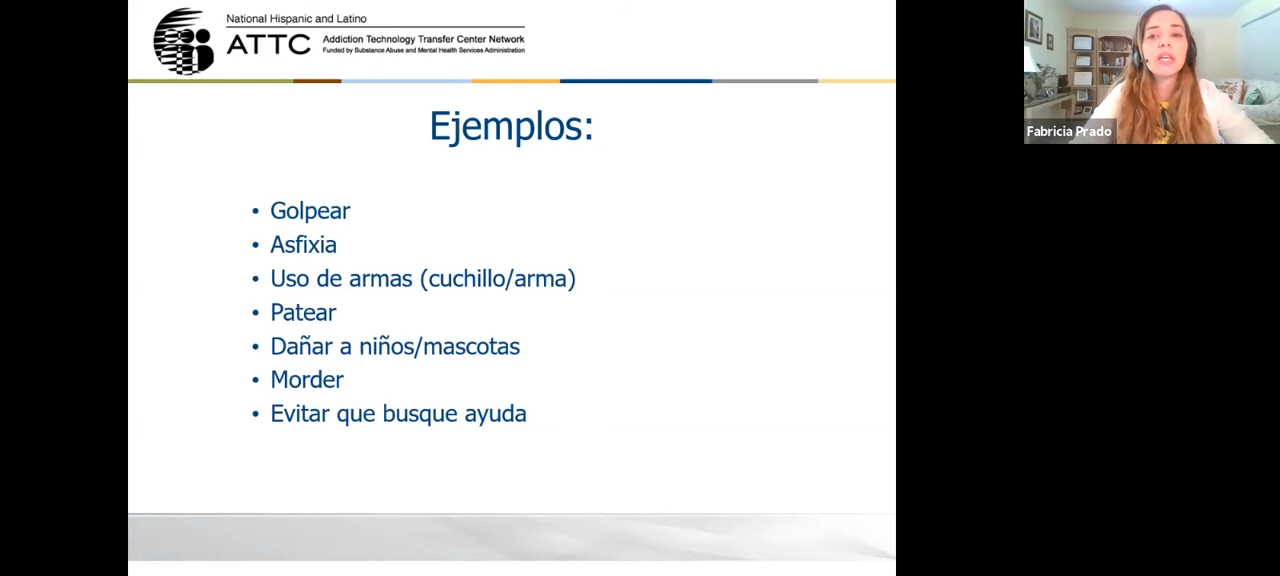 National Hispanic and Latino
ATTC
Addiction Technology Transfer Center Network
Funded by Substance Abuse and Mental Health Services Administration
Fabricia Prado
Ejemplos:
• Golpear
• Asfixia
• Uso de armas (cuchillo/arma)
• Patear
• Dañar a niños/mascotas
• Morder
• Evitar que busque ayuda